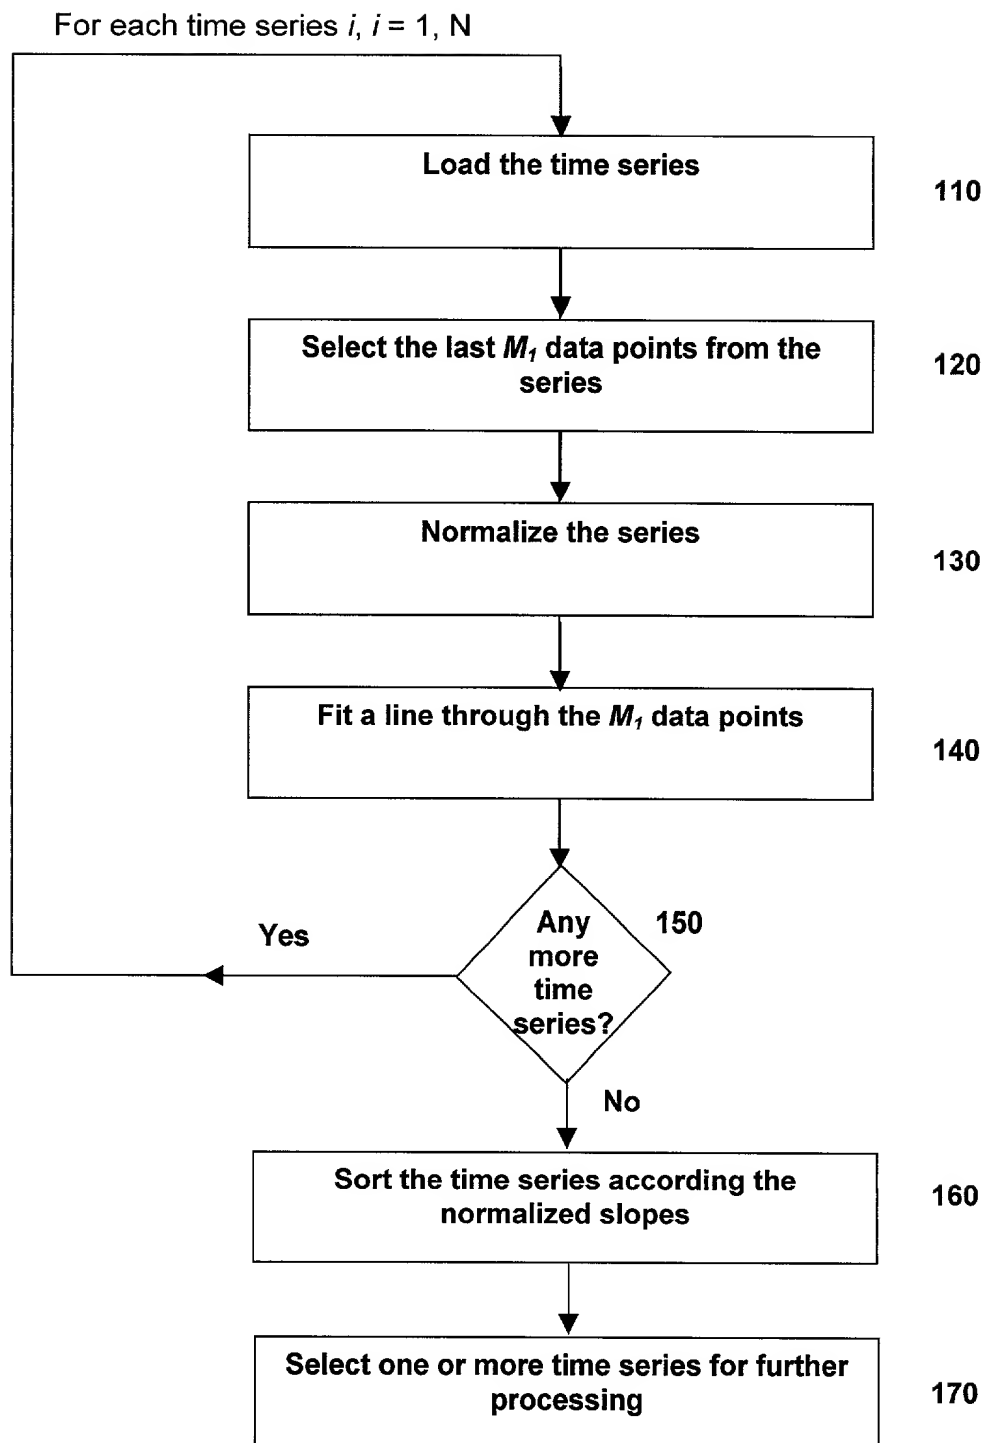 For each time series i, i = 1, N
Load the time series
110
Select the last M1 data points from the
series
120
Normalize the series
130
Fit a line through the M1 data points
140
Any
more
time
series?
150
Yes
No
Sort the time series according the
normalized slopes
160
Select one or more time series for further
processing
170